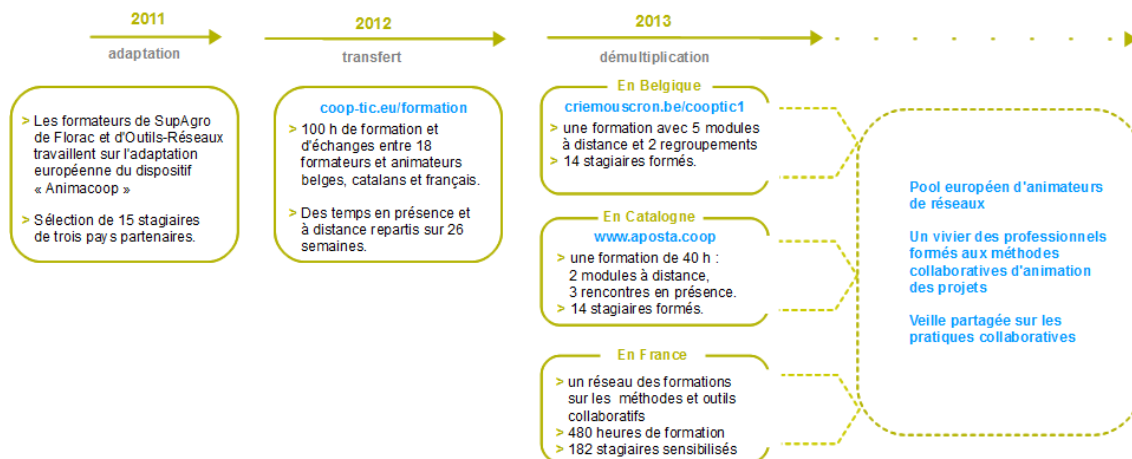 2011
adaptation
2012
transfert
2013
démultiplication
> Les formateurs de SupAgro
de Florac et d'Outils-Réseaux
travaillent sur l'adaptation
européenne du dispositif
« Animacoop »
> Sélection de 15 stagiaires
de trois pays partenaires.
coop-tic.eu/formation
> 100 h de formation et
d'échanges entre 18
formateurs et animateurs
belges, catalans et français.
> Des temps en présence et
à distance repartis sur 26
semaines.
En Belgique
criemouscron.be/cooptic1
> une formation avec 5 modules
à distance et 2 regroupements
> 14 stagiaires formés.
En Catalogne
www.aposta.coop
> une formation de 40 h :
2 modules à distance,
3 rencontres en présence.
> 14 stagiaires formés.
En France
> un réseau des formations
sur les méthodes et outils
collaboratifs
> 480 heures de formation
> 182 stagiaires sensibilisés
Pool européen d'animateurs
de réseaux
Un vivier des professionnels
formés aux méthodes
collaboratives d'animation
des projets
Veille partagée sur les
pratiques collaboratives